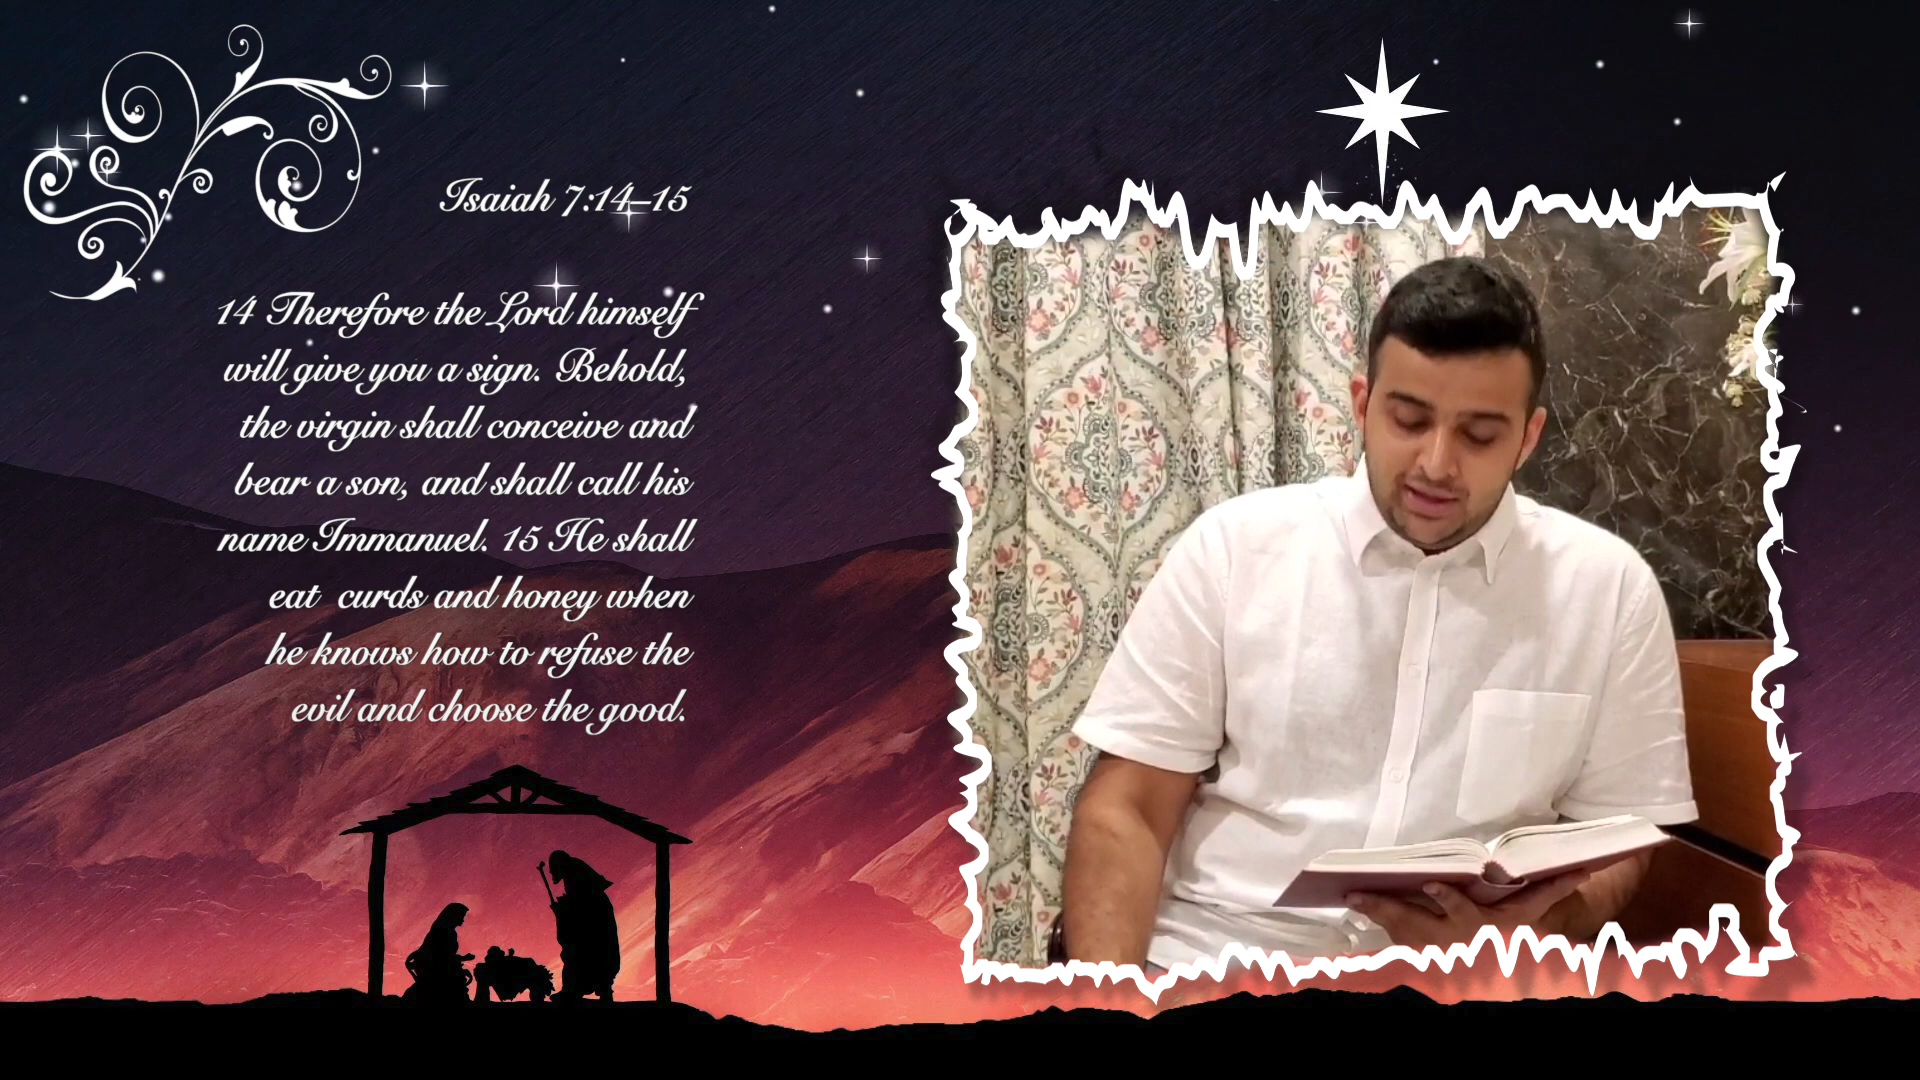 Isaiah 7:14–15
14 Therefore the Lord himself
will give you a sign. Behold,
the virgin shall conceive and
bear a son, and shall call his
name Immanuel. 15 He shall
eat curds and honey when
he knows how to refuse the
evil and choose the good.